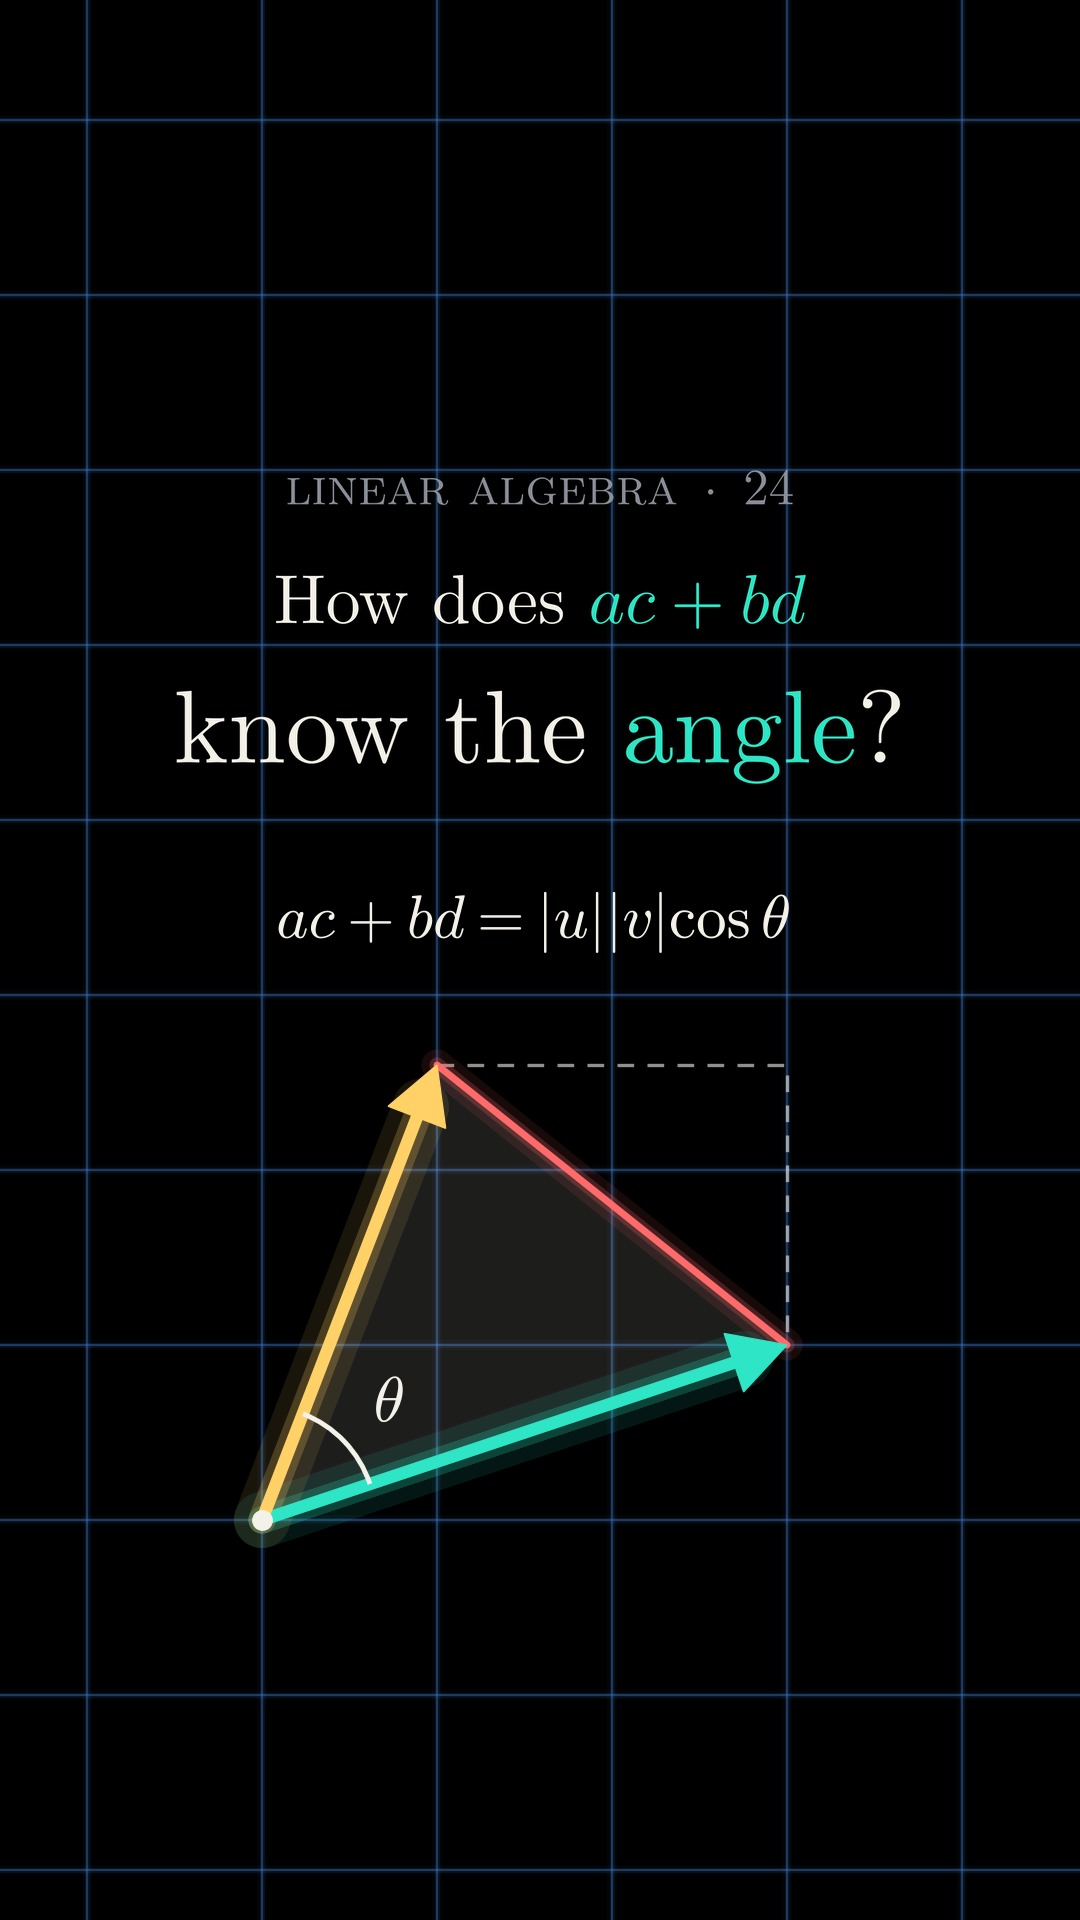 LINEAR ALGEBRA · 24
How does ac + bd
know the angle?
ac + bd = |u||v|cos θ
θ